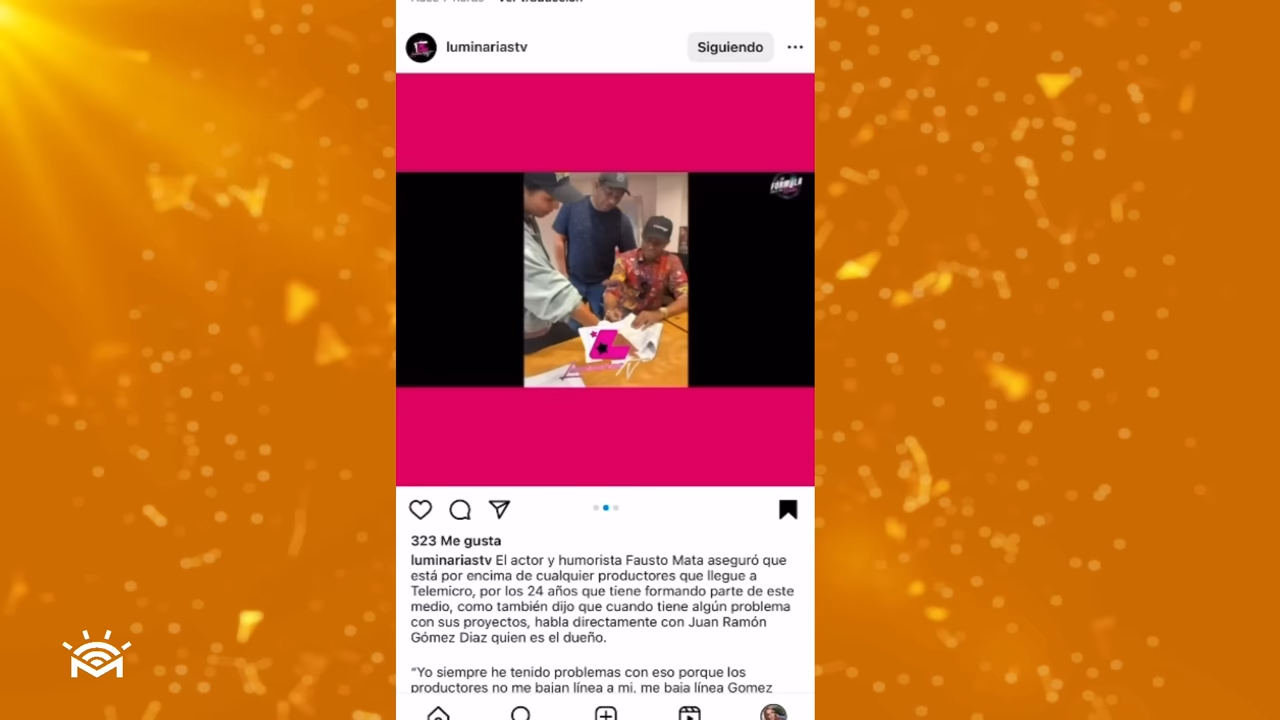 luminariastv
Siguiendo
FORMULA
323 Me gusta
luminariastv El actor y humorista Fausto Mata aseguró que
está por encima de cualquier productores que llegue a
Telemicro, por los 24 años que tiene formando parte de este
medio, como también dijo que cuando tiene algún problema
con sus proyectos, habla directamente con Juan Ramón
Gómez Diaz quien es el dueño.
“Yo siempre he tenido problemas con eso porque los
productores no me bajan línea a mi, me baja línea Gomez